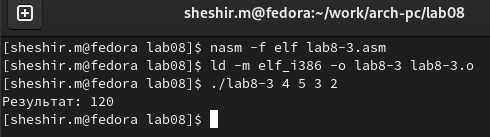 sheshir.m@fedora:~/work/arch-pc/lab08
[sheshir.m@fedora lab08]$ nasm -f elf lab8-3.asm
[sheshir.m@fedora lab08]$ ld -m elf_i386 -o lab8-3 lab8-3.o
[sheshir.m@fedora lab08]$ ./lab8-3 4 5 3 2
Результат: 120
[sheshir.m@fedora lab08]$